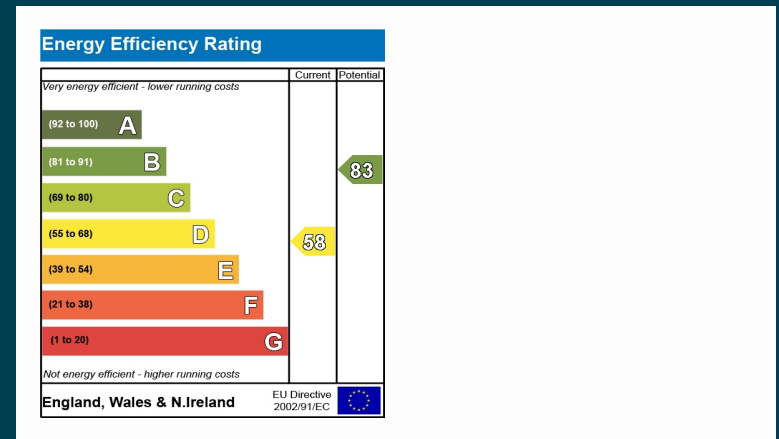 Energy Efficiency Rating
Current Potential
Very energy efficient - lower running costs
(92 to 100) A
(81 to 91) B
83
(69 to 80) C
(55 to 68) D
58
(39 to 54) E
(21 to 38) F
(1 to 20) G
Not energy efficient - higher running costs
England, Wales & N.Ireland
EU Directive
2002/91/EC